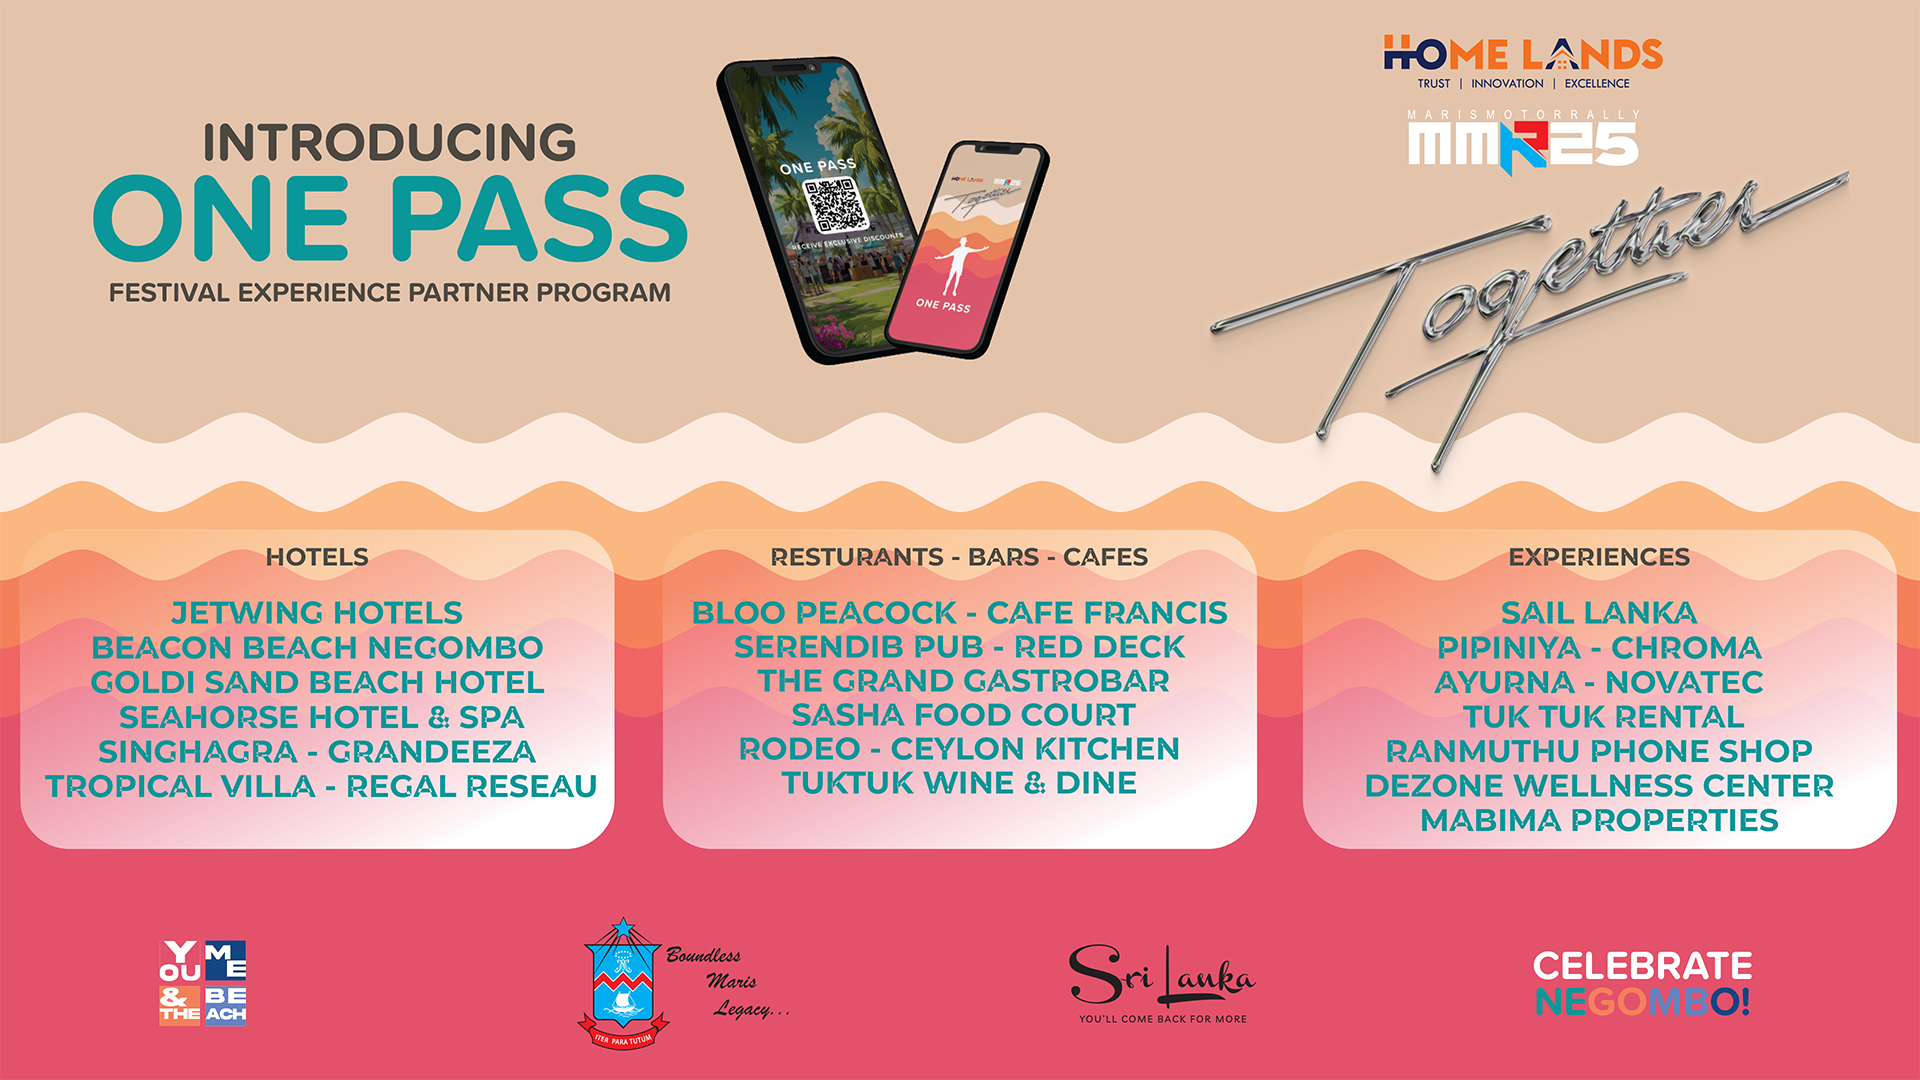 INTRODUCING
ONE PASS
FESTIVAL EXPERIENCE PARTNER PROGRAM
ONE PASS
RECEIVE EXCLUSIVE DISCOUNTS
HOME LANDS
MMR25
Together
ONE PASS
HOME LANDS
TRUST | INNOVATION | EXCELLENCE
MARISMOTORRALLY
MMR25
Together
HOTELS
JETWING HOTELS
BEACON BEACH NEGOMBO
GOLDI SAND BEACH HOTEL
SEAHORSE HOTEL & SPA
SINGHAGRA - GRANDEEZA
TROPICAL VILLA - REGAL RESEAU
RESTURANTS - BARS - CAFES
BLOO PEACOCK - CAFE FRANCIS
SERENDIB PUB - RED DECK
THE GRAND GASTROBAR
SASHA FOOD COURT
RODEO - CEYLON KITCHEN
TUKTUK WINE & DINE
EXPERIENCES
SAIL LANKA
PIPINIYA - CHROMA
AYURNA - NOVATEC
TUK TUK RENTAL
RANMUTHU PHONE SHOP
DEZONE WELLNESS CENTER
MABIMA PROPERTIES
YOU ME
& THE BEACH
Boundless
Maris
Legacy...
ITER PARA TUTUM
Sri Lanka
YOU'LL COME BACK FOR MORE
CELEBRATE
NEGOMBO!